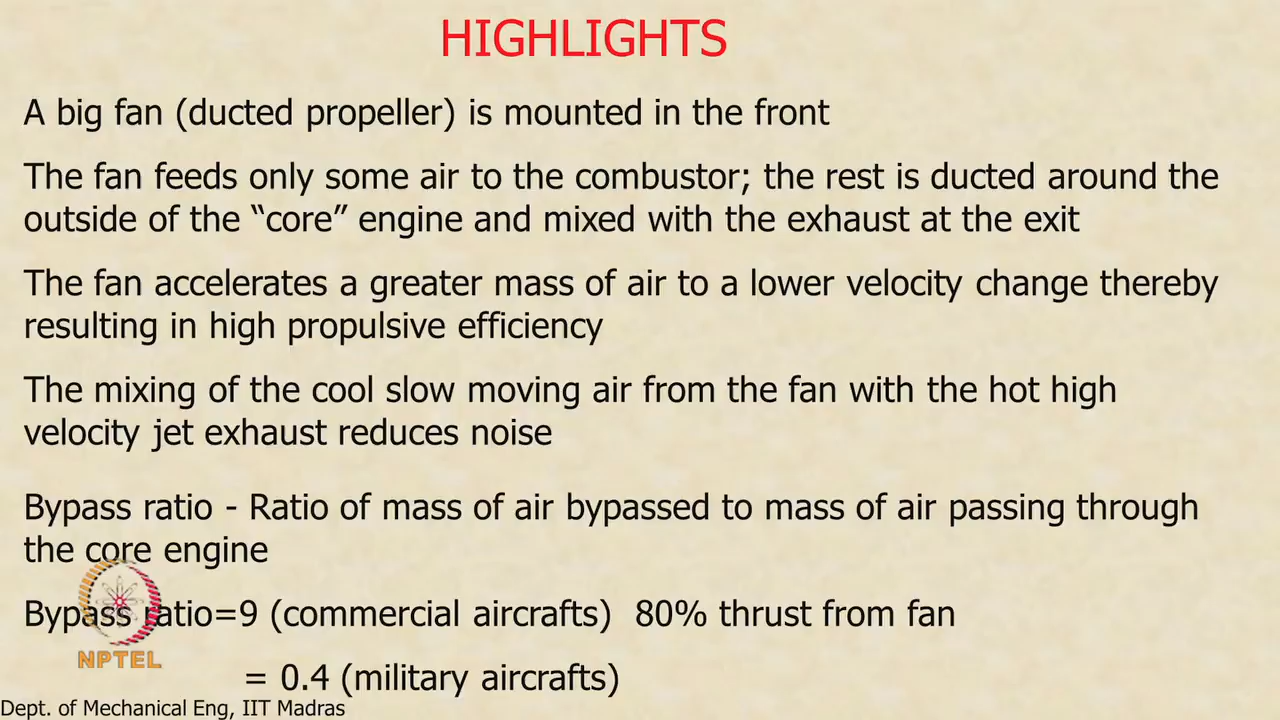 HIGHLIGHTS
A big fan (ducted propeller) is mounted in the front
The fan feeds only some air to the combustor; the rest is ducted around the
outside of the “core” engine and mixed with the exhaust at the exit
The fan accelerates a greater mass of air to a lower velocity change thereby
resulting in high propulsive efficiency
The mixing of the cool slow moving air from the fan with the hot high
velocity jet exhaust reduces noise
Bypass ratio - Ratio of mass of air bypassed to mass of air passing through
the core engine
Bypass ratio=9 (commercial aircrafts) 80% thrust from fan
= 0.4 (military aircrafts)
NPTEL
Dept. of Mechanical Eng, IIT Madras